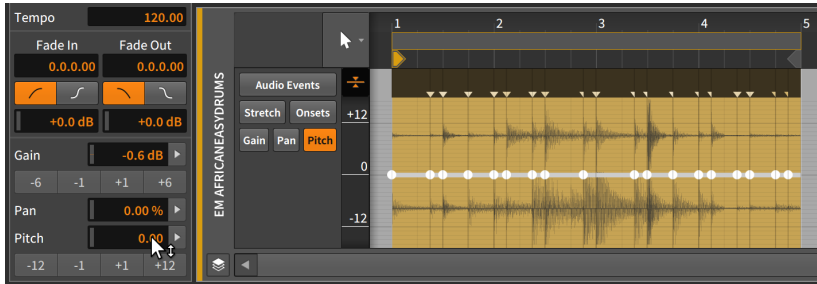 Tempo 120.00
Fade In Fade Out
0.0.0.00 0.0.0.00
+0.0 dB +0.0 dB
Gain -0.6 dB
-6 -1 +1 +6
Pan 0.00 %
Pitch 0.00
-12 -1 +1 +12
EM AFRICANEASYDRUMS
1 2 3 4 5
Audio Events
Stretch Onsets
Gain Pan Pitch
+12
0
-12